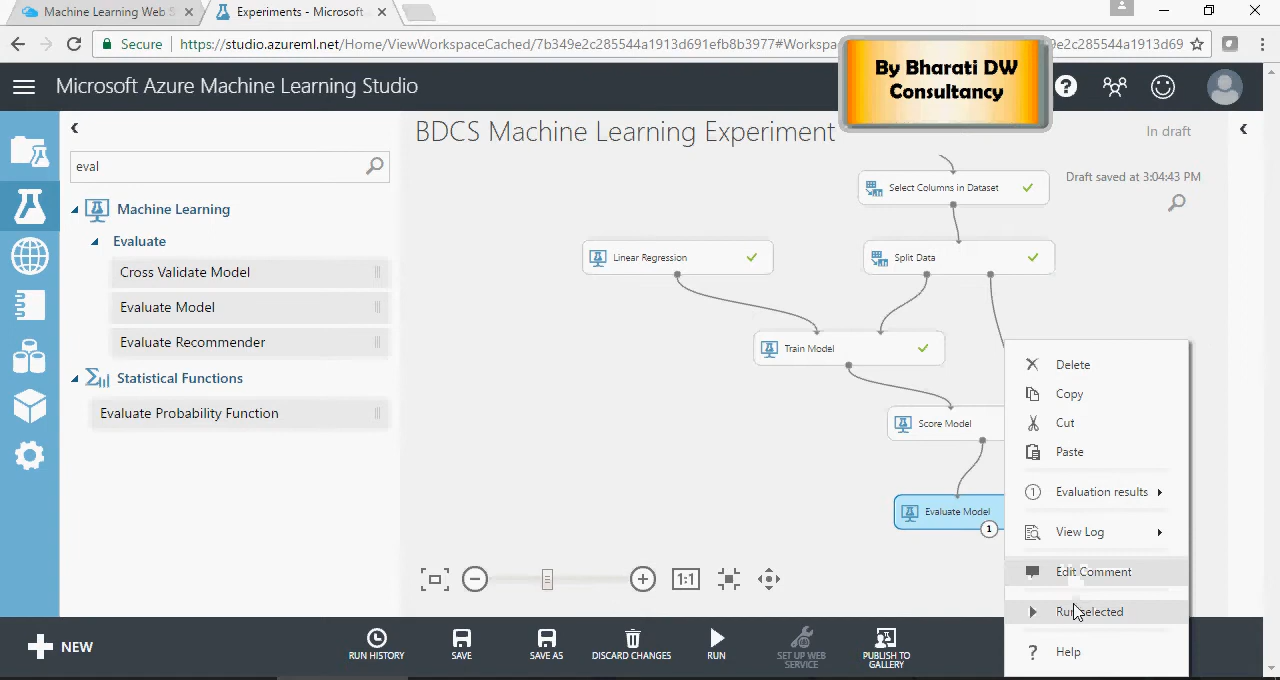 Machine Learning Web S
Experiments - Microsoft
Secure
https://studio.azureml.net/Home/ViewWorkspaceCached/7b349e2c285544a1913d691efb8b3977#Workspa
9e2c285544a1913d69
By Bharati DW
Consultancy
Microsoft Azure Machine Learning Studio
?
BDCS Machine Learning Experiment
In draft
Draft saved at 3:04:43 PM
eval
Machine Learning
Evaluate
Cross Validate Model
Evaluate Model
Evaluate Recommender
Statistical Functions
Evaluate Probability Function
Select Columns in Dataset
Linear Regression
Split Data
Train Model
Score Model
Evaluate Model
1
Delete
Copy
Cut
Paste
1 Evaluation results
View Log
Edit Comment
Run selected
? Help
1:1
NEW
RUN HISTORY
SAVE
SAVE AS
DISCARD CHANGES
RUN
SET UP WEB
SERVICE
PUBLISH TO
GALLERY